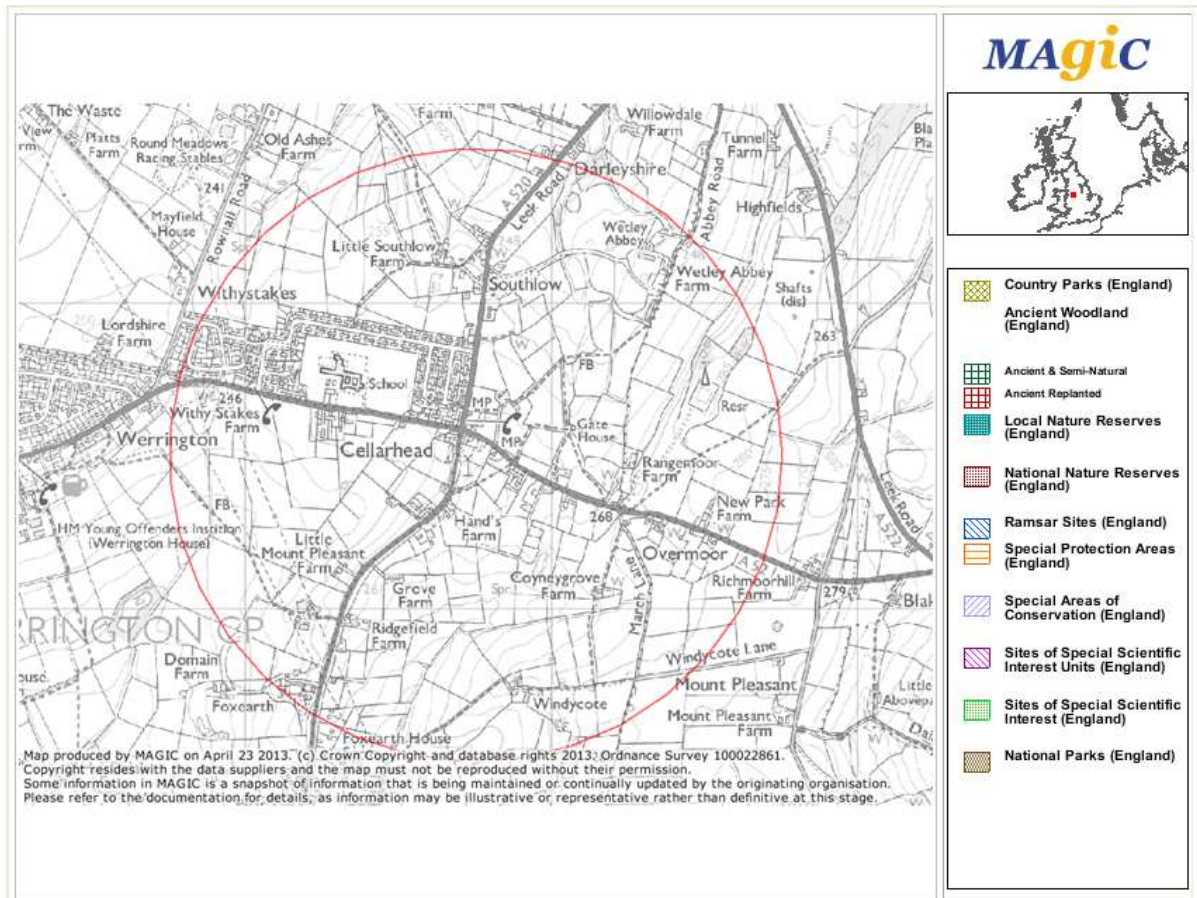 MAgiC
The Waste
Farm
Willowdale
Farm
View
Platts
Farm
Round Meadows
Racing Stables
Old Ashes
Farm
Tunnel
Farm
241
Rownall Road
A 520
Leek Road
Darleyshire
Abbey Road
Highfields
Mayfield
House
Spr
Little Southlow
Farm
W
Wetley
Abbey
Wetley Abbey
Farm
Shafts
(dis)
Withystakes
Southlow
Lordshire
Farm
263
W
FB
School
246
Withy Stakes
Farm
MP
MP
Resr
Werrington
Cellarhead
Gate
House
Rangemoor
Farm
Leek Road
A 522
FB
HM Young Offenders Instition
(Werrington House)
Little
Mount Pleasant
Farm
Hand's
Farm
268
New Park
Farm
Overmoor
A 52
Coyneygrove
Farm
Spr
W
Richmoorhill
Farm
279
Grove
Farm
March Lane
Blak
RRINGTON CP
Ridgefield
Farm
Domain
Farm
ouse
Windycote Lane
Mount Pleasant
Foxearth
Windycote
Mount Pleasant
Farm
Little
Foxearth House
Map produced by MAGIC on April 23 2013. (c) Crown Copyright and database rights 2013. Ordnance Survey 100022861.
Copyright resides with the data suppliers and the map must not be reproduced without their permission.
Some information in MAGIC is a snapshot of information that is being maintained or continually updated by the originating organisation.
Please refer to the documentation for details, as information may be illustrative or representative rather than definitive at this stage.
Country Parks (England)
Ancient Woodland
(England)
Ancient & Semi-Natural
Ancient Replanted
Local Nature Reserves
(England)
National Nature Reserves
(England)
Ramsar Sites (England)
Special Protection Areas
(England)
Special Areas of
Conservation (England)
Sites of Special Scientific
Interest Units (England)
Sites of Special Scientific
Interest (England)
National Parks (England)